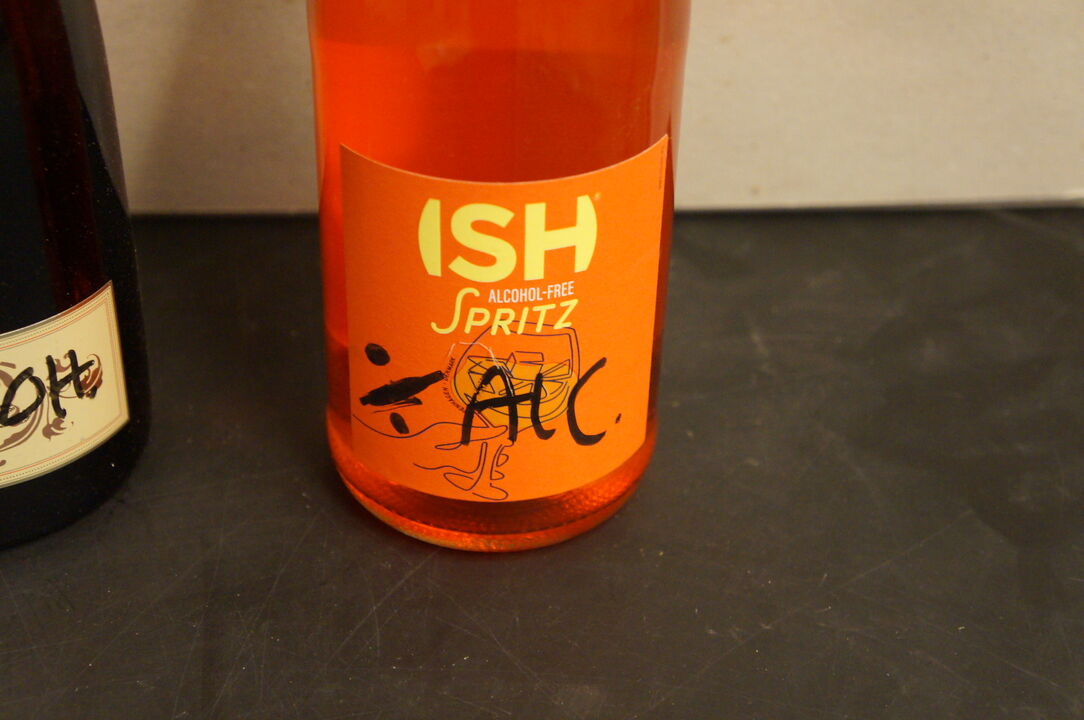 ISH
ALCOHOL-FREE
SPRITZ
÷ Alc.
OH